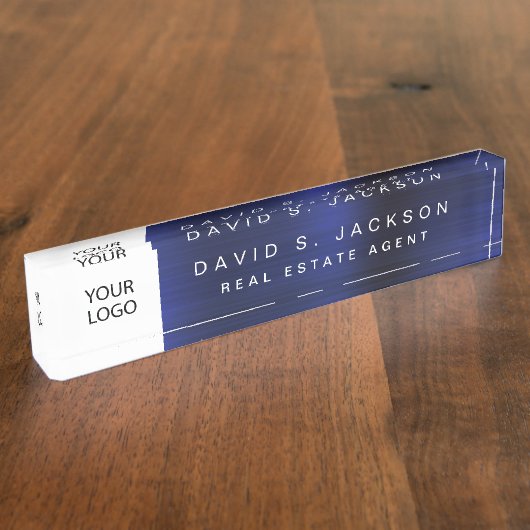 YOUR
LOGO
DAVID S. JACKSON
REAL ESTATE AGENT